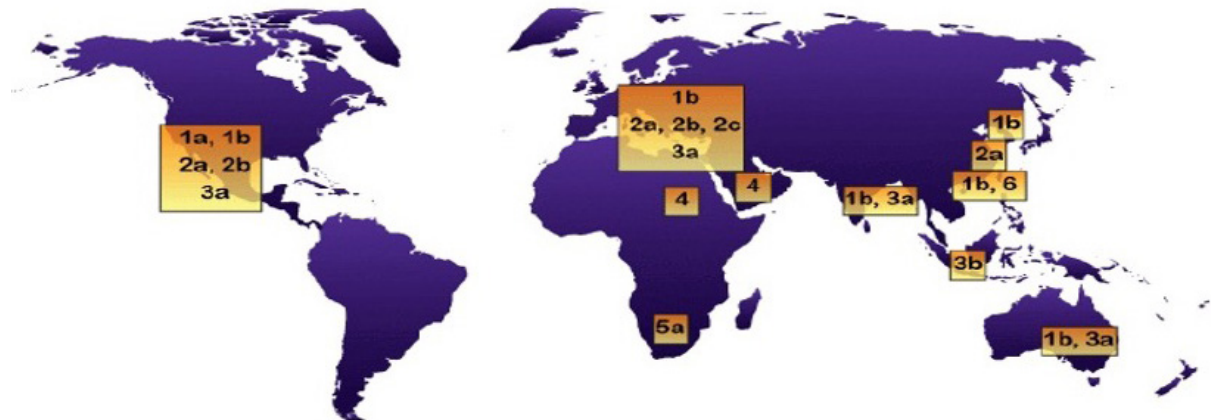 1a, 1b
2a, 2b
3a
1b
2a, 2b, 2c
3a
4
4
5a
1b
2a
1b, 6
1b, 3a
3b
1b, 3a